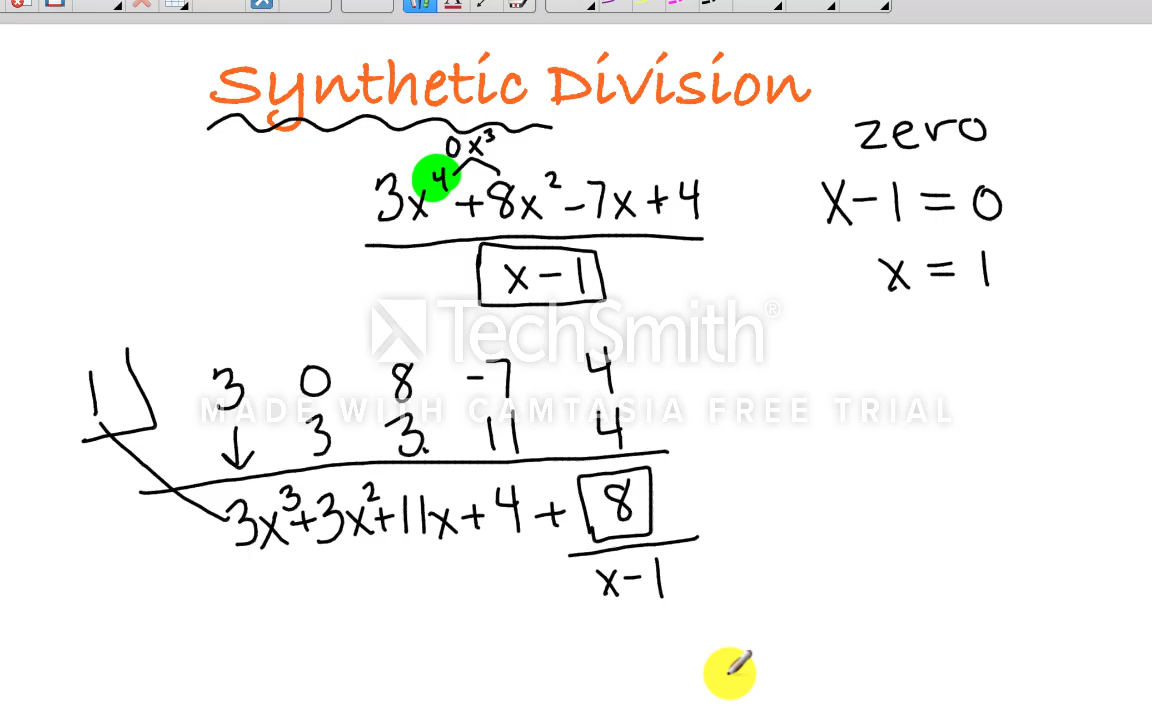 Synthetic Division
0x³
3x⁴ + 8x² - 7x + 4
x - 1
zero
x - 1 = 0
x = 1
TechSmith®
MADE WITH CAMTASIA FREE TRIAL
1 3 0 8 -7 4
3 3 11 4
3x³ + 3x² + 11x + 4 + 8
x - 1